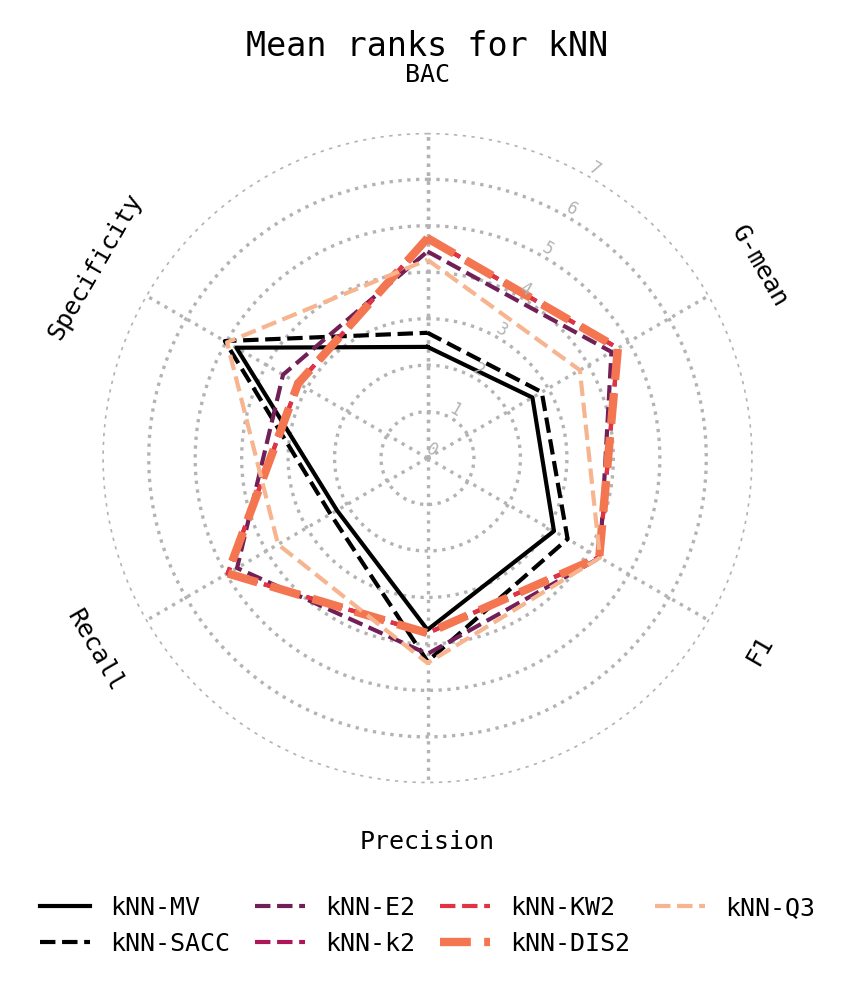 Mean ranks for kNN
BAC
G-mean
F1
Precision
Recall
Specificity
7
6
5
4
3
2
1
0
kNN-MV
kNN-SACC
kNN-E2
kNN-k2
kNN-KW2
kNN-DIS2
kNN-Q3